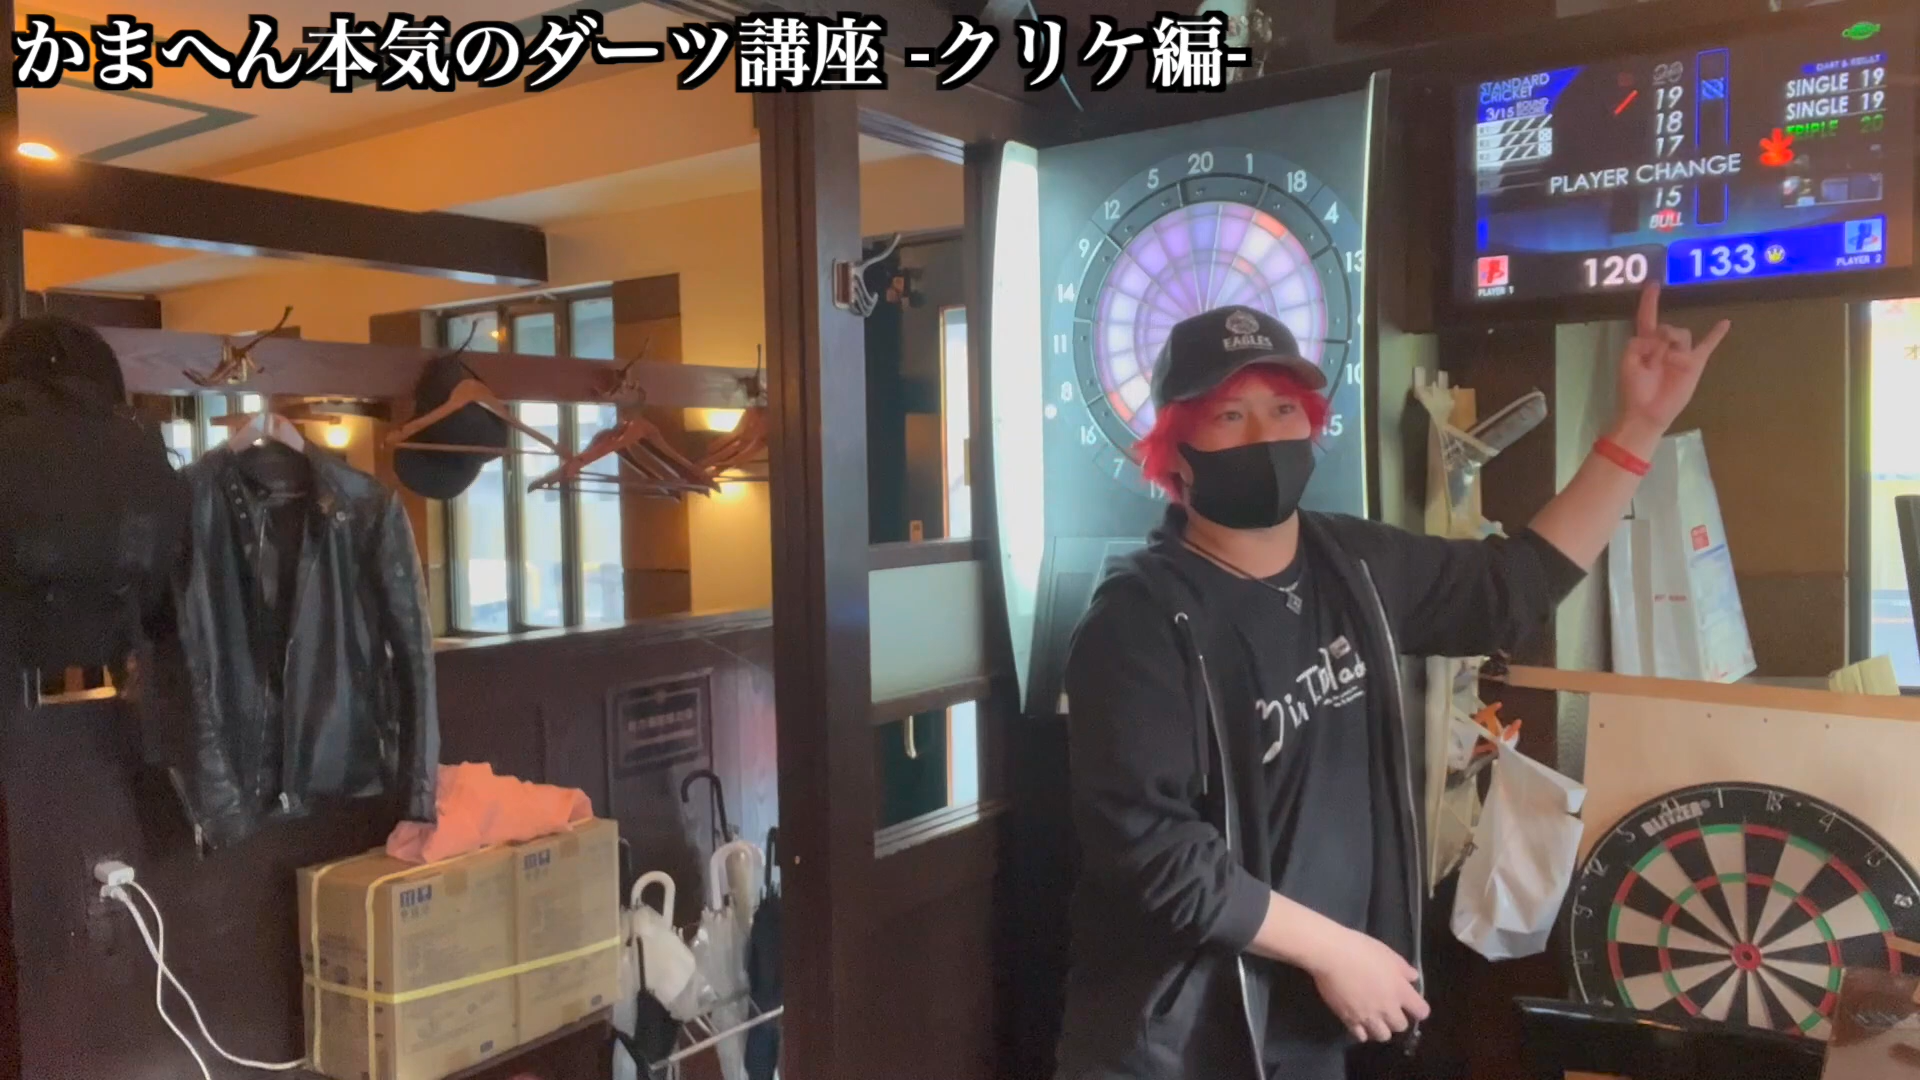 かまへん本気のダーツ講座 -クリケ編-
STANDARD
CRICKET
3/15 ROUND
20
19
18
17
15
BULL
SINGLE 19
SINGLE 19
TRIPLE 20
PLAYER CHANGE
120
133
PLAYER 1
PLAYER 2
20 1 18 4 13
5 12 9 14 11 8 16 7
10 15
EAGLES
BLITZER